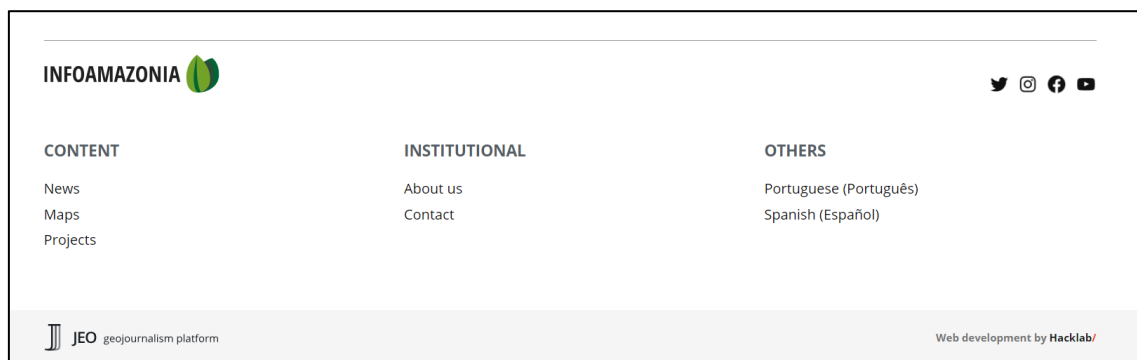 INFOAMAZONIA
CONTENT
News
Maps
Projects
INSTITUTIONAL
About us
Contact
OTHERS
Portuguese (Português)
Spanish (Español)
JEO geojournalism platform
Web development by Hacklab/